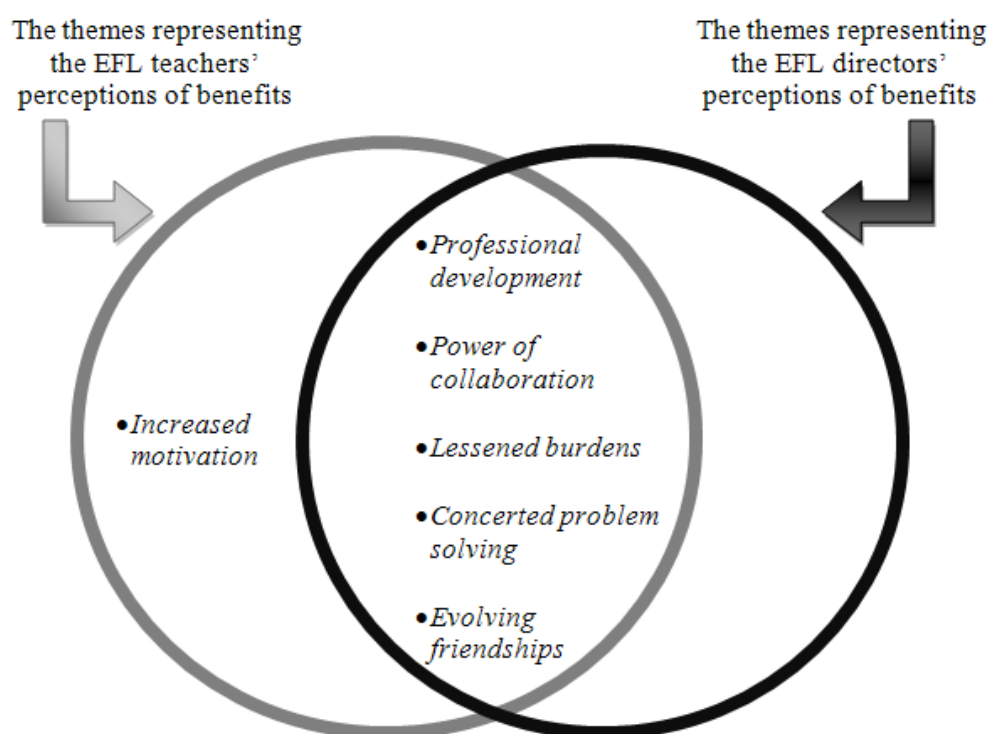 The themes representing
the EFL teachers’
perceptions of benefits
The themes representing
the EFL directors’
perceptions of benefits
•Increased
motivation
•Professional
development
•Power of
collaboration
•Lessened burdens
•Concerted problem
solving
•Evolving
friendships